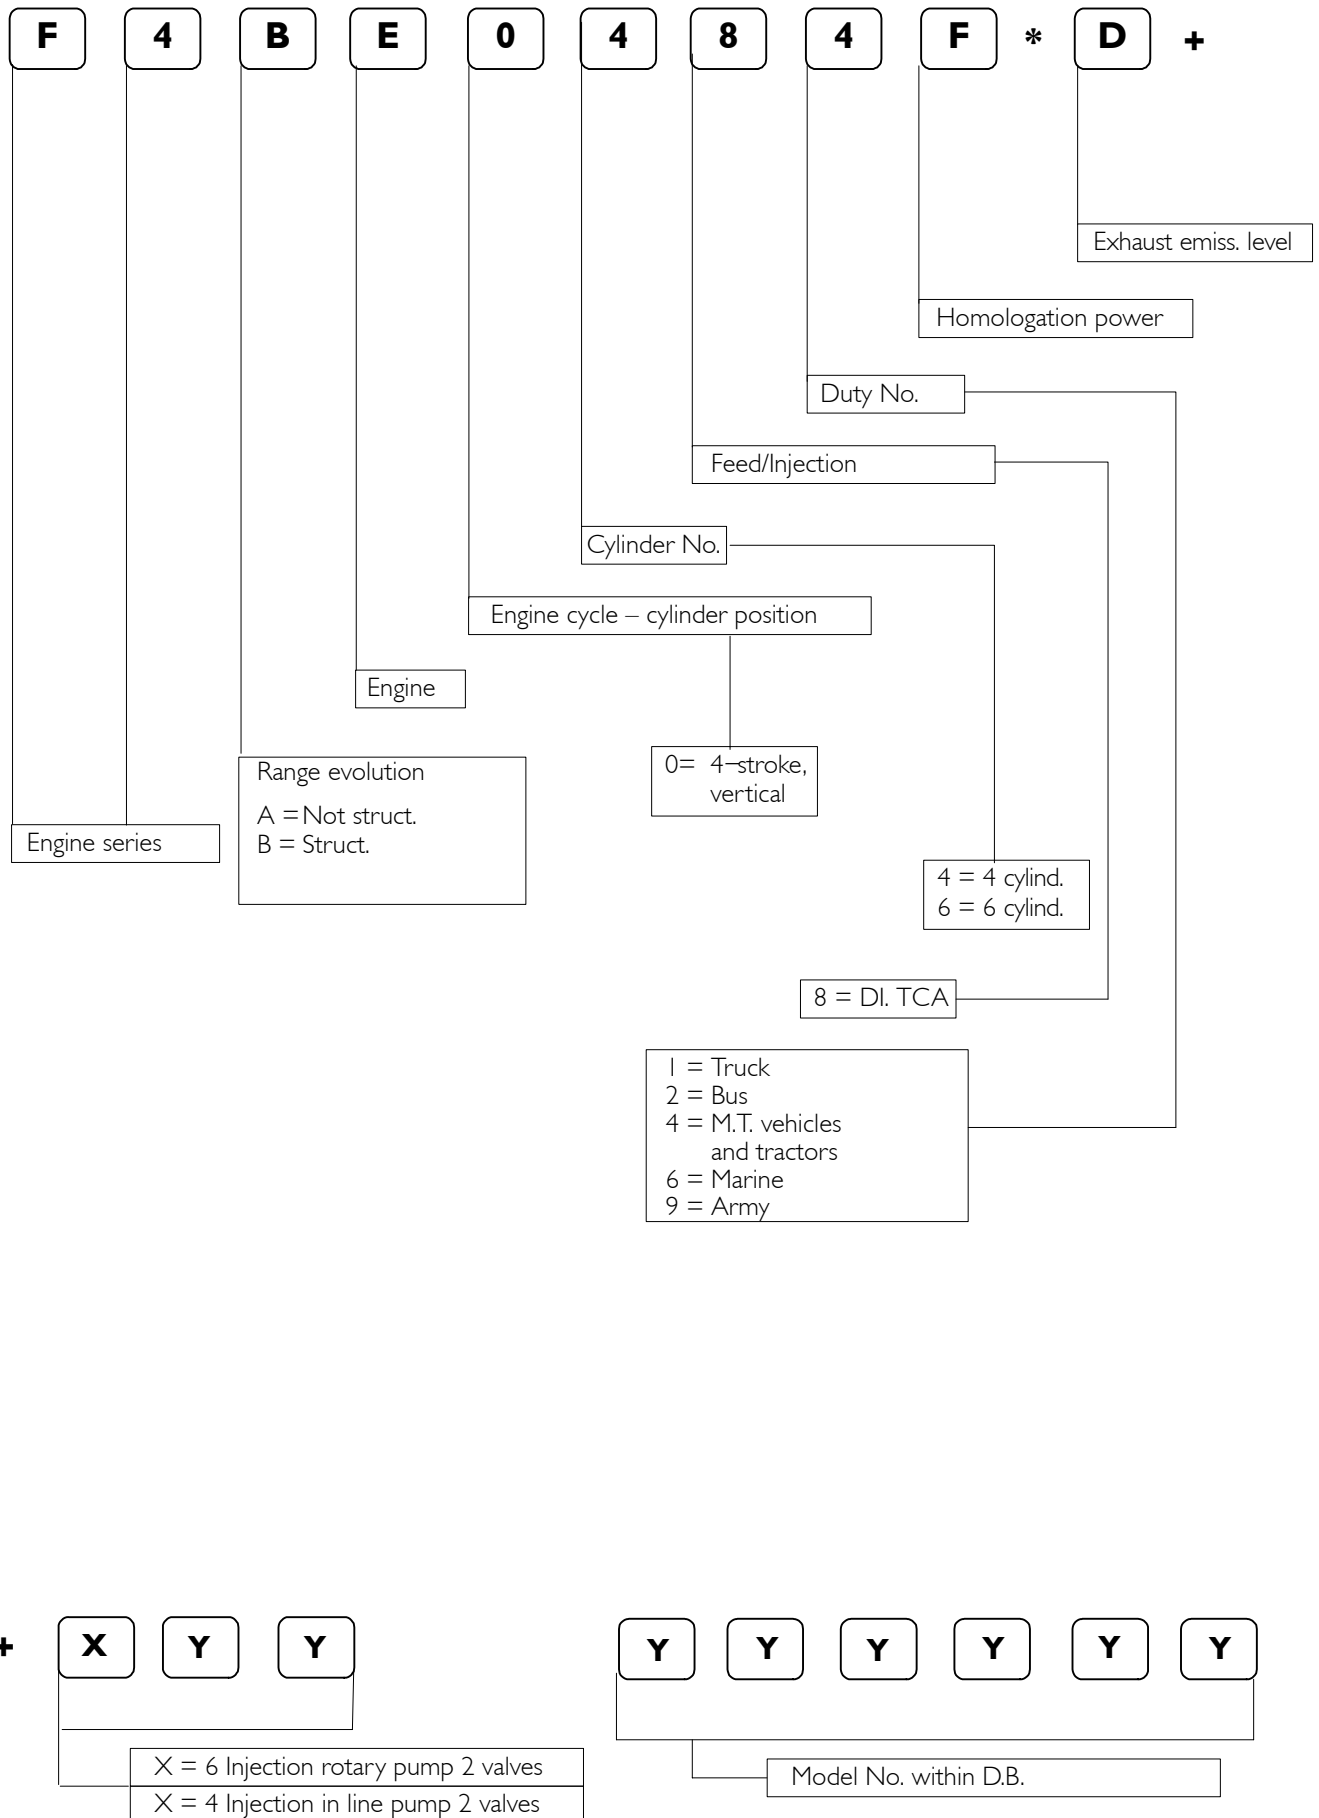 F 4 B E 0 4 8 4 F * D +
Exhaust emiss. level
Homologation power
Duty No.
Feed/Injection
Cylinder No.
Engine cycle – cylinder position
Engine
Range evolution
A = Not struct.
B = Struct.
0= 4-stroke,
vertical
Engine series
4 = 4 cylind.
6 = 6 cylind.
8 = DI. TCA
1 = Truck
2 = Bus
4 = M.T. vehicles
and tractors
6 = Marine
9 = Army
+ X Y Y Y Y Y Y Y Y
X = 6 Injection rotary pump 2 valves
X = 4 Injection in line pump 2 valves
Model No. within D.B.